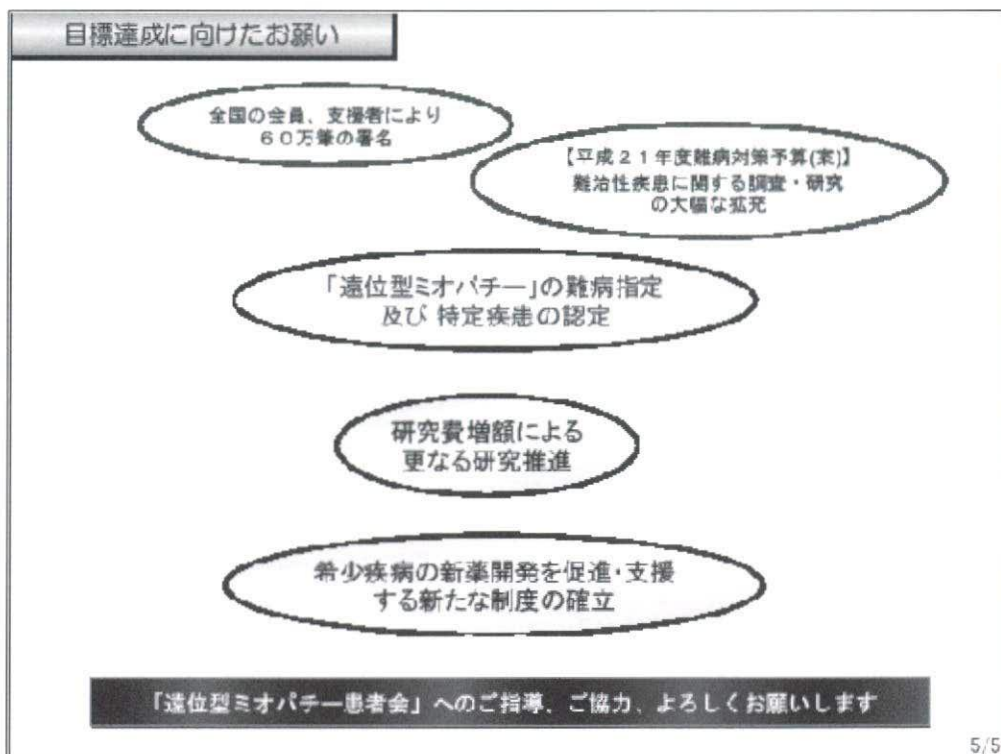 目標達成に向けたお願い
全国の会員、支援者により
60万筆の署名
【平成21年度難病対策予算(案)】
難治性疾患に関する調査・研究
の大幅な拡充
「遠位型ミオパチー」の難病指定
及び 特定疾患の認定
研究費増額による
更なる研究推進
希少疾病の新薬開発を促進・支援
する新たな制度の確立
「遠位型ミオパチー患者会」へのご指導、ご協力、よろしくお願いします
5/5